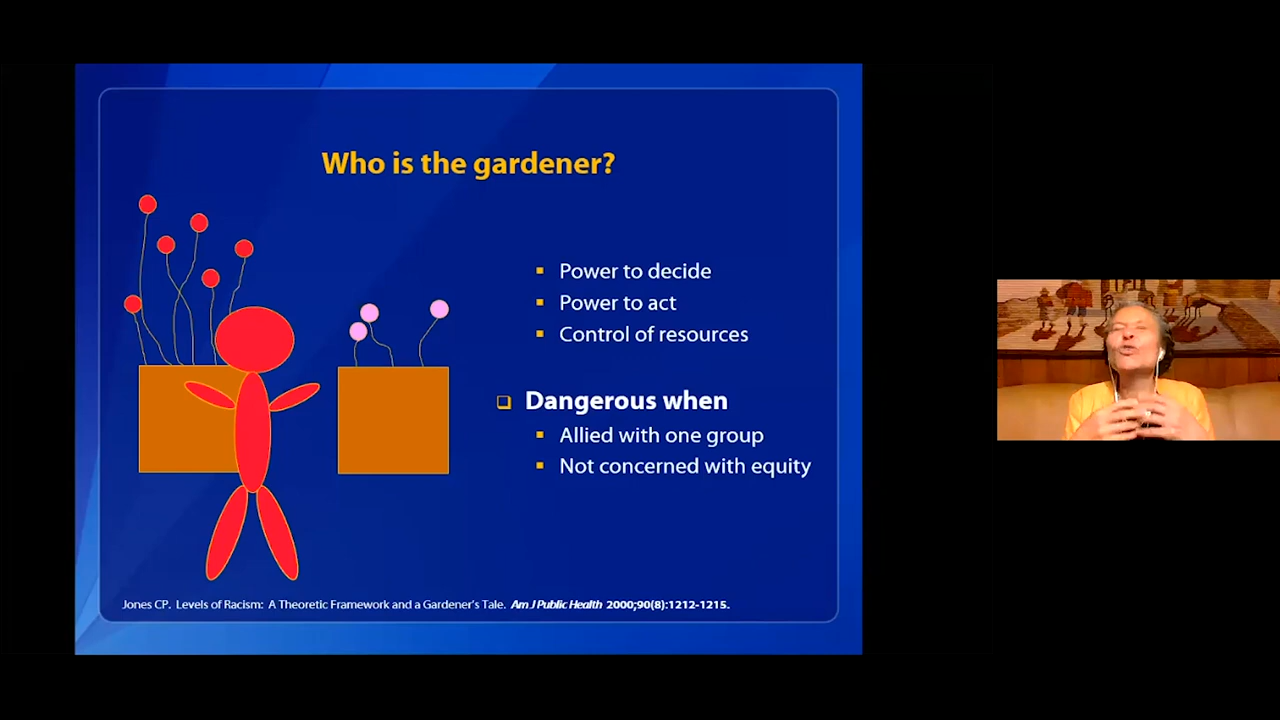 Who is the gardener?
Power to decide
Power to act
Control of resources
Dangerous when
Allied with one group
Not concerned with equity
Jones CP. Levels of Racism: A Theoretic Framework and a Gardener's Tale. Am J Public Health 2000;90(8):1212-1215.